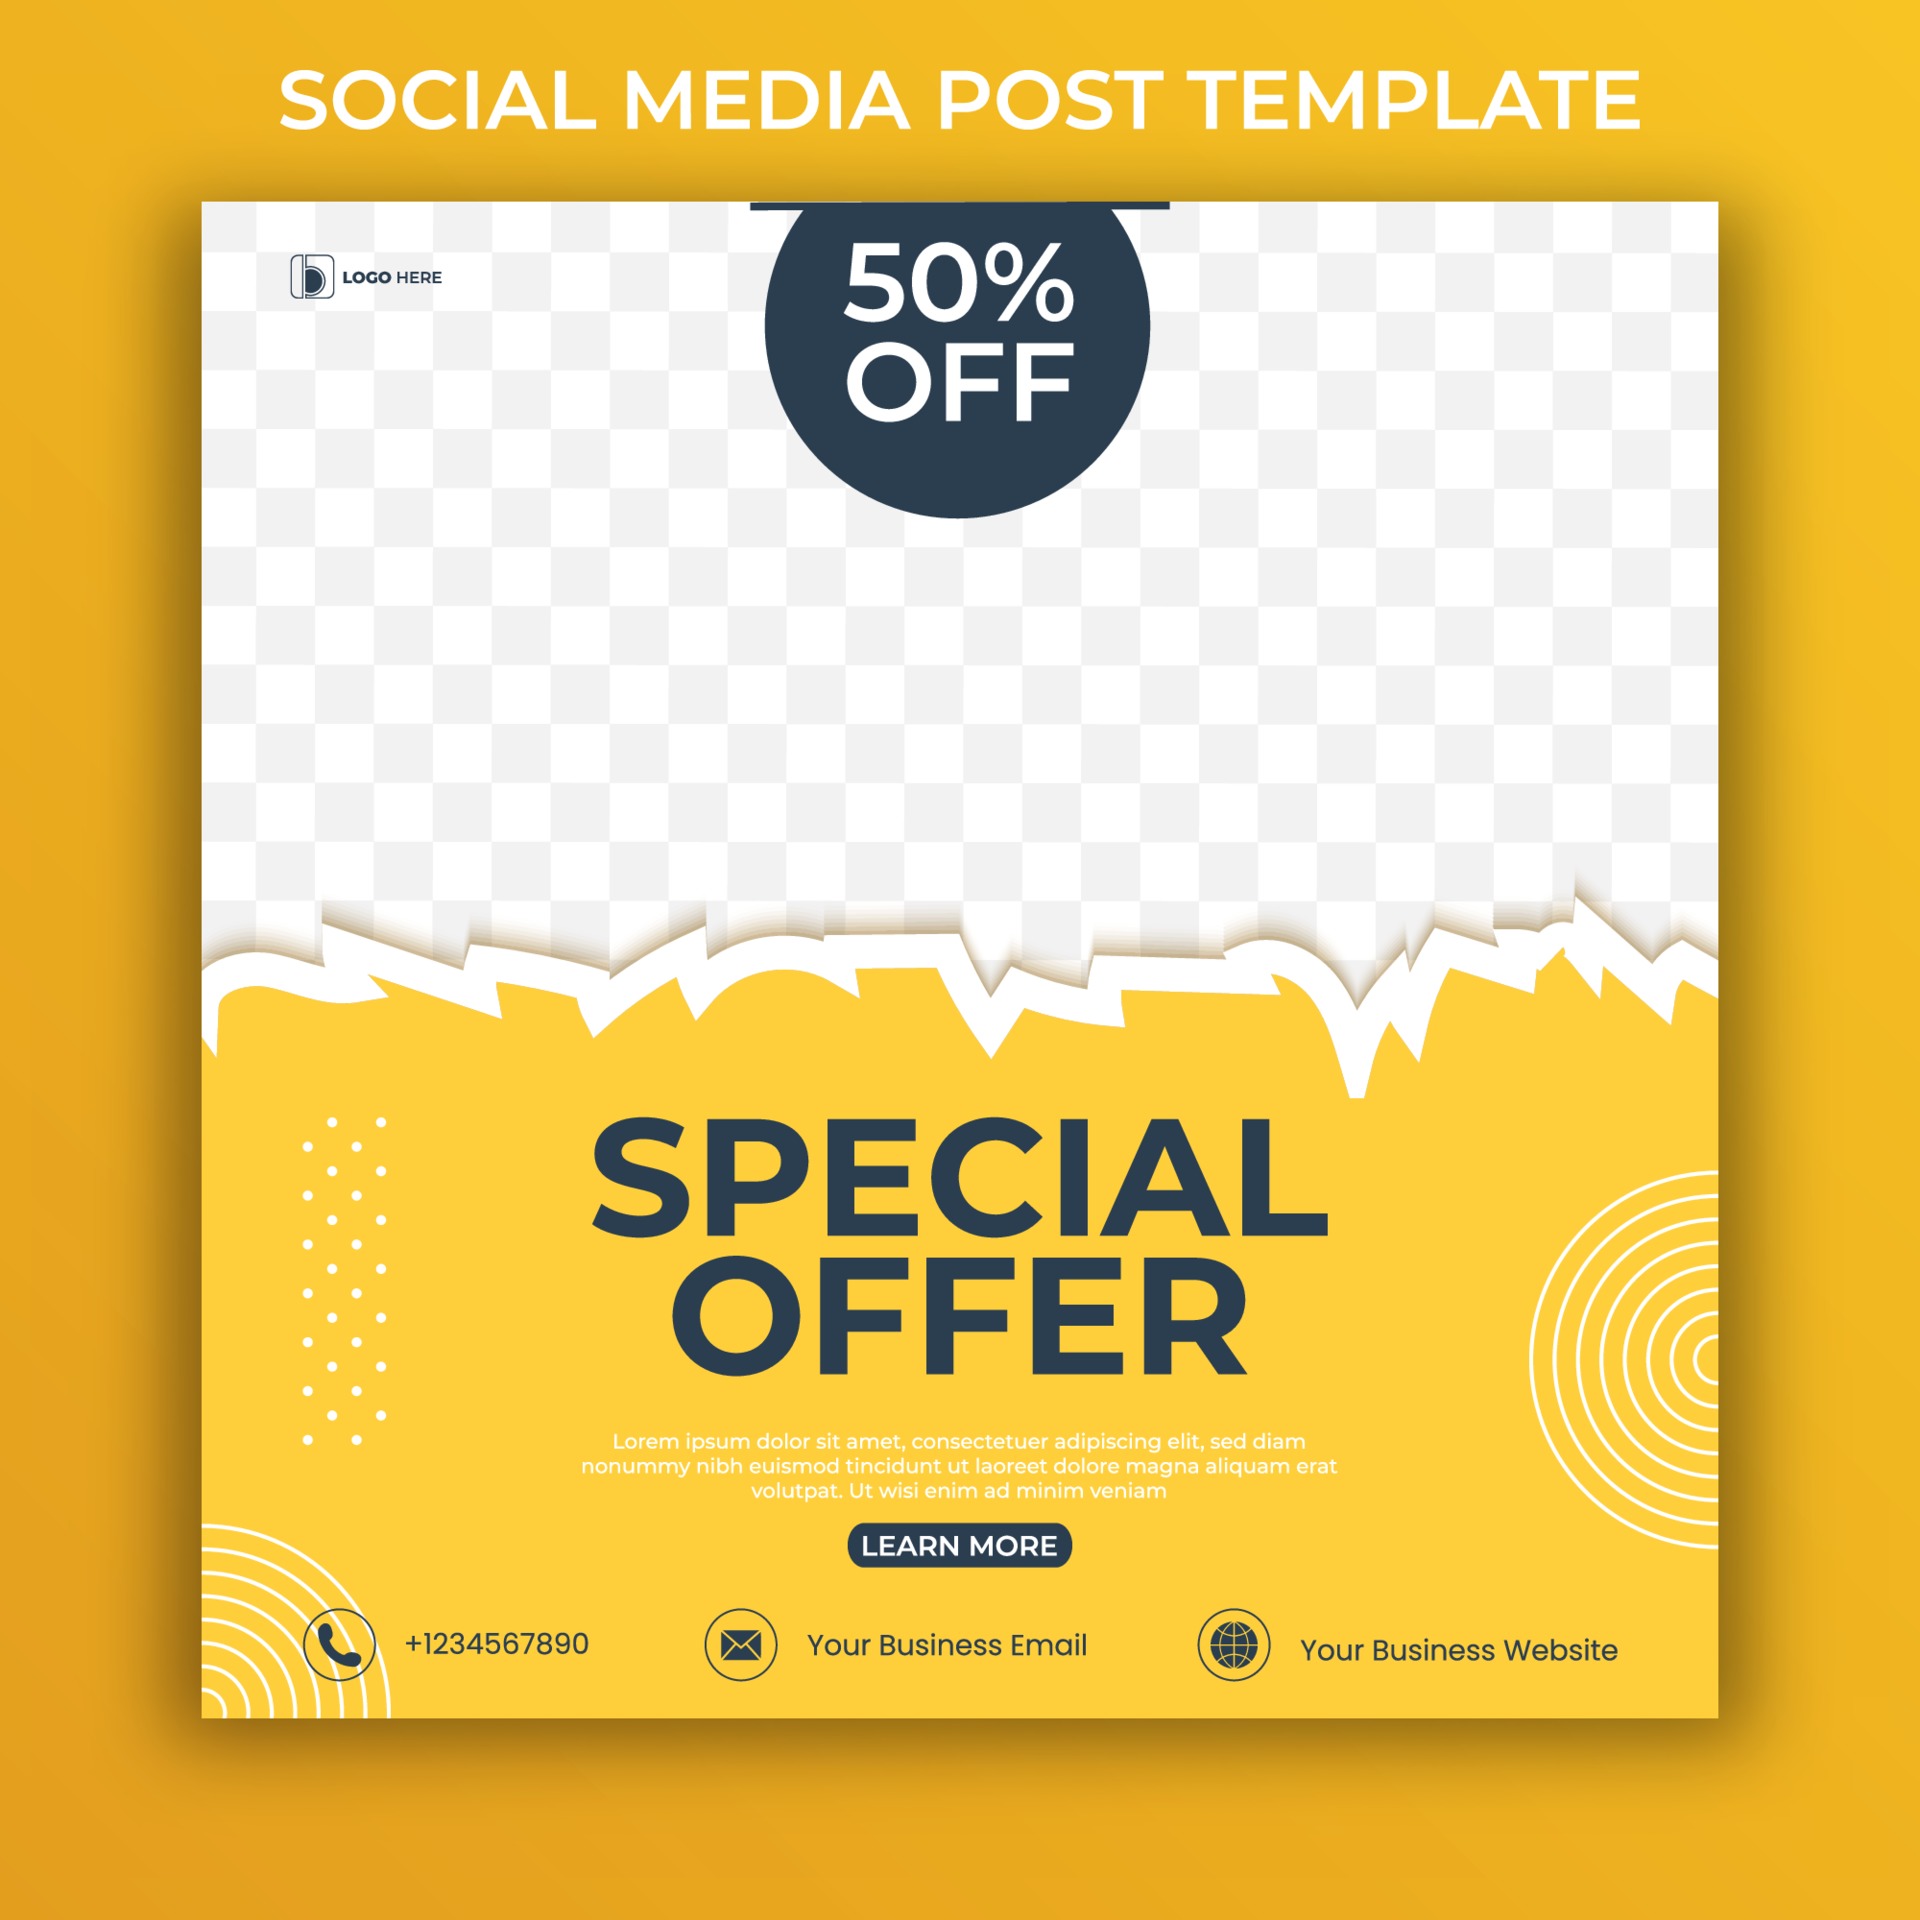 SOCIAL MEDIA POST TEMPLATE
LOGO HERE
50%
OFF
SPECIAL
OFFER
Lorem ipsum dolor sit amet, consectetuer adipiscing elit, sed diam
nonummy nibh euismod tincidunt ut laoreet dolore magna aliquam erat
volutpat. Ut wisi enim ad minim veniam
LEARN MORE
+1234567890
Your Business Email
Your Business Website